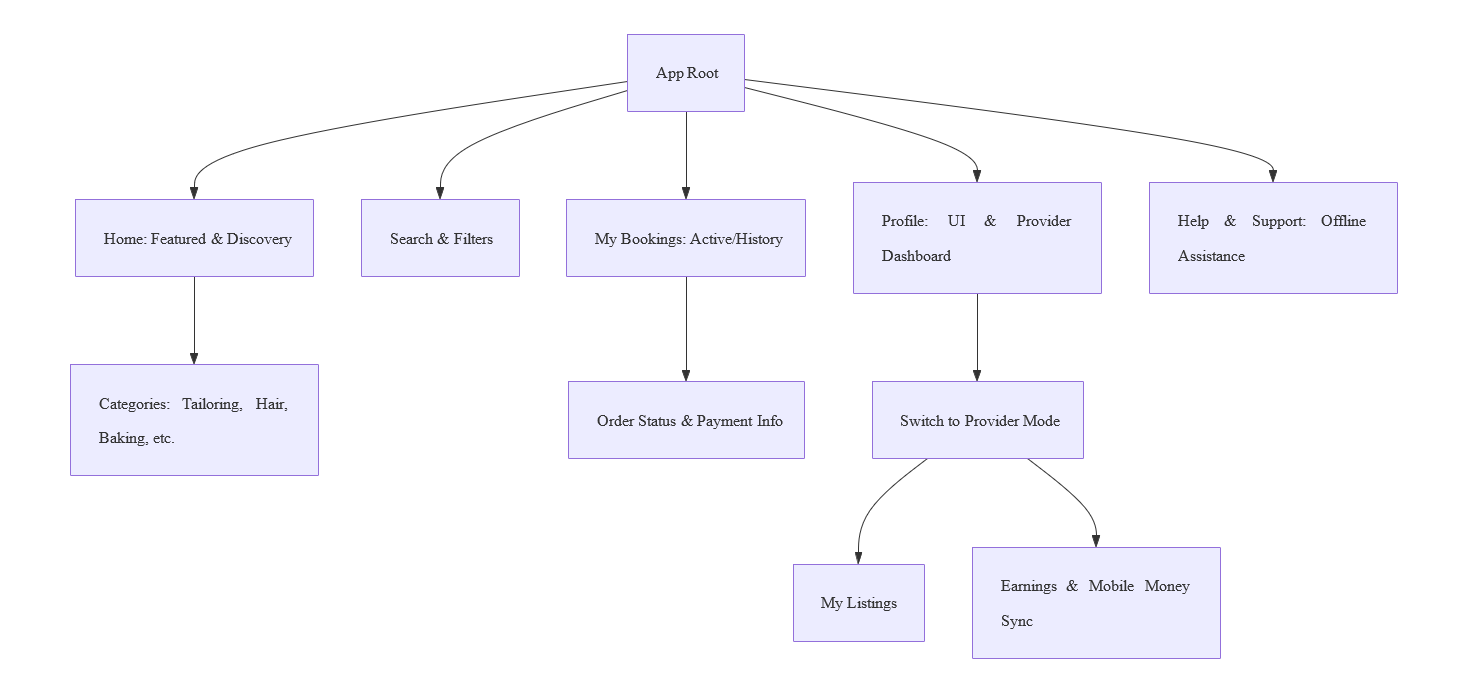 App Root
Home: Featured & Discovery
Search & Filters
My Bookings: Active/History
Profile: UI & Provider
Dashboard
Help & Support: Offline
Assistance
Categories: Tailoring, Hair,
Baking, etc.
Order Status & Payment Info
Switch to Provider Mode
My Listings
Earnings & Mobile Money
Sync